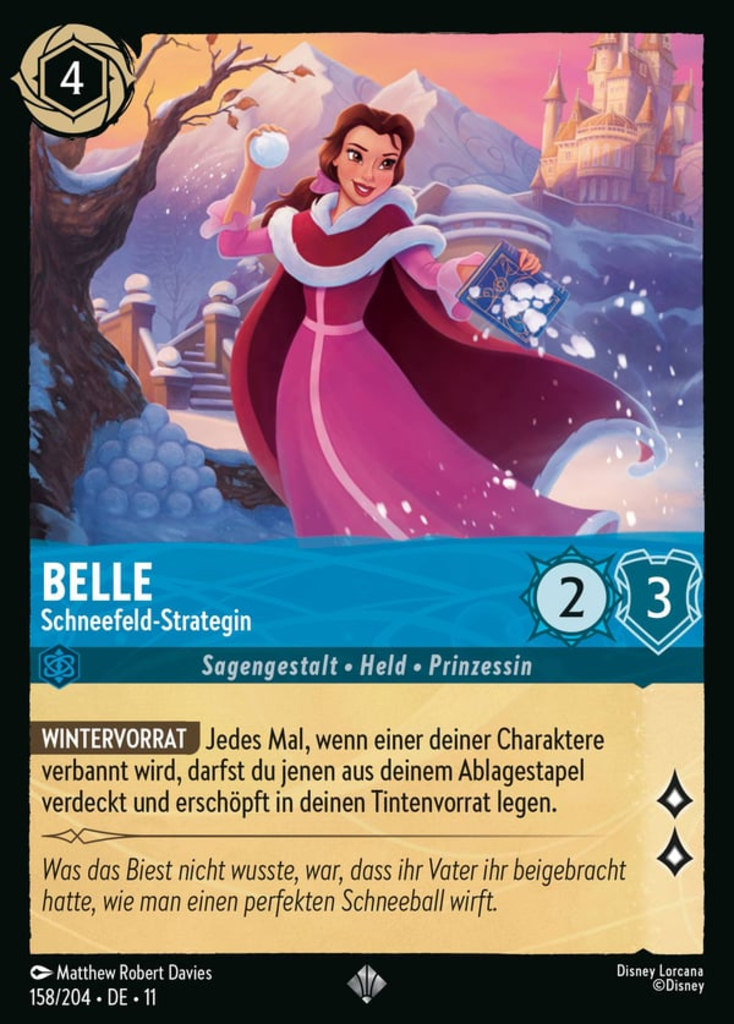 4
BELLE
Schneefeld-Strategin
2
3
Sagengestalt • Held • Prinzessin
WINTERVORRAT Jedes Mal, wenn einer deiner Charaktere
verbannt wird, darfst du jenen aus deinem Ablagestapel
verdeckt und erschöpft in deinen Tintenvorrat legen.
Was das Biest nicht wusste, war, dass ihr Vater ihr beigebracht
hatte, wie man einen perfekten Schneeball wirft.
Matthew Robert Davies
158/204 • DE • 11
Disney Lorcana
©Disney